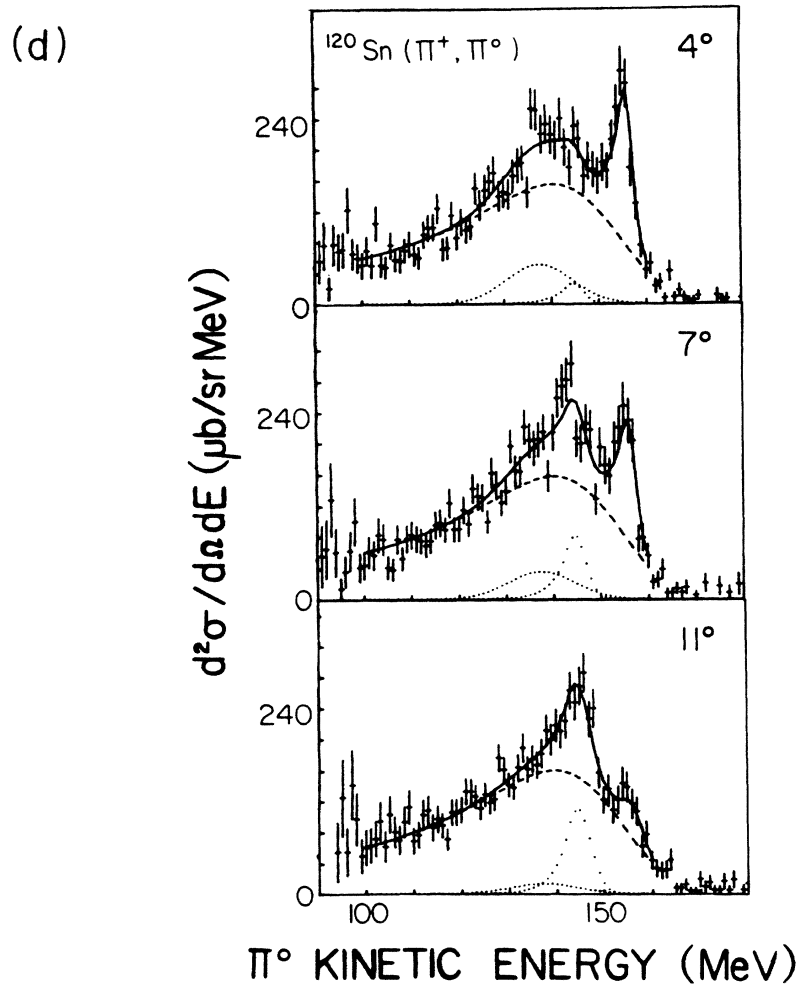 (d)
¹²⁰Sn (π⁺, π⁰)
4°
240
0
7°
240
0
11°
240
0
100
150
d²σ/dΩdE (μb/sr MeV)
π° KINETIC ENERGY (MeV)